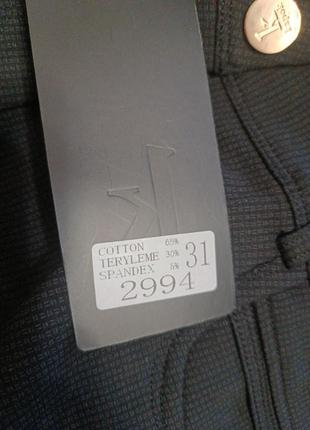 COTTON 65%
TERYLEME 30% 31
SPANDEX 5%
2994